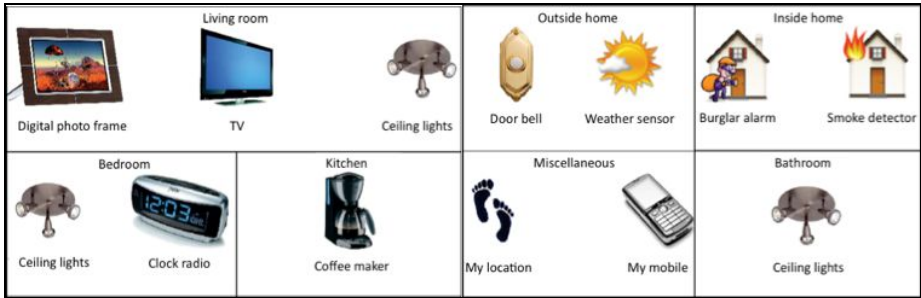 Living room
Digital photo frame
TV
Ceiling lights
Outside home
Door bell
Weather sensor
Inside home
Burglar alarm
Smoke detector
Bedroom
12:03
Ceiling lights
Clock radio
Kitchen
Coffee maker
Miscellaneous
My location
My mobile
Bathroom
Ceiling lights